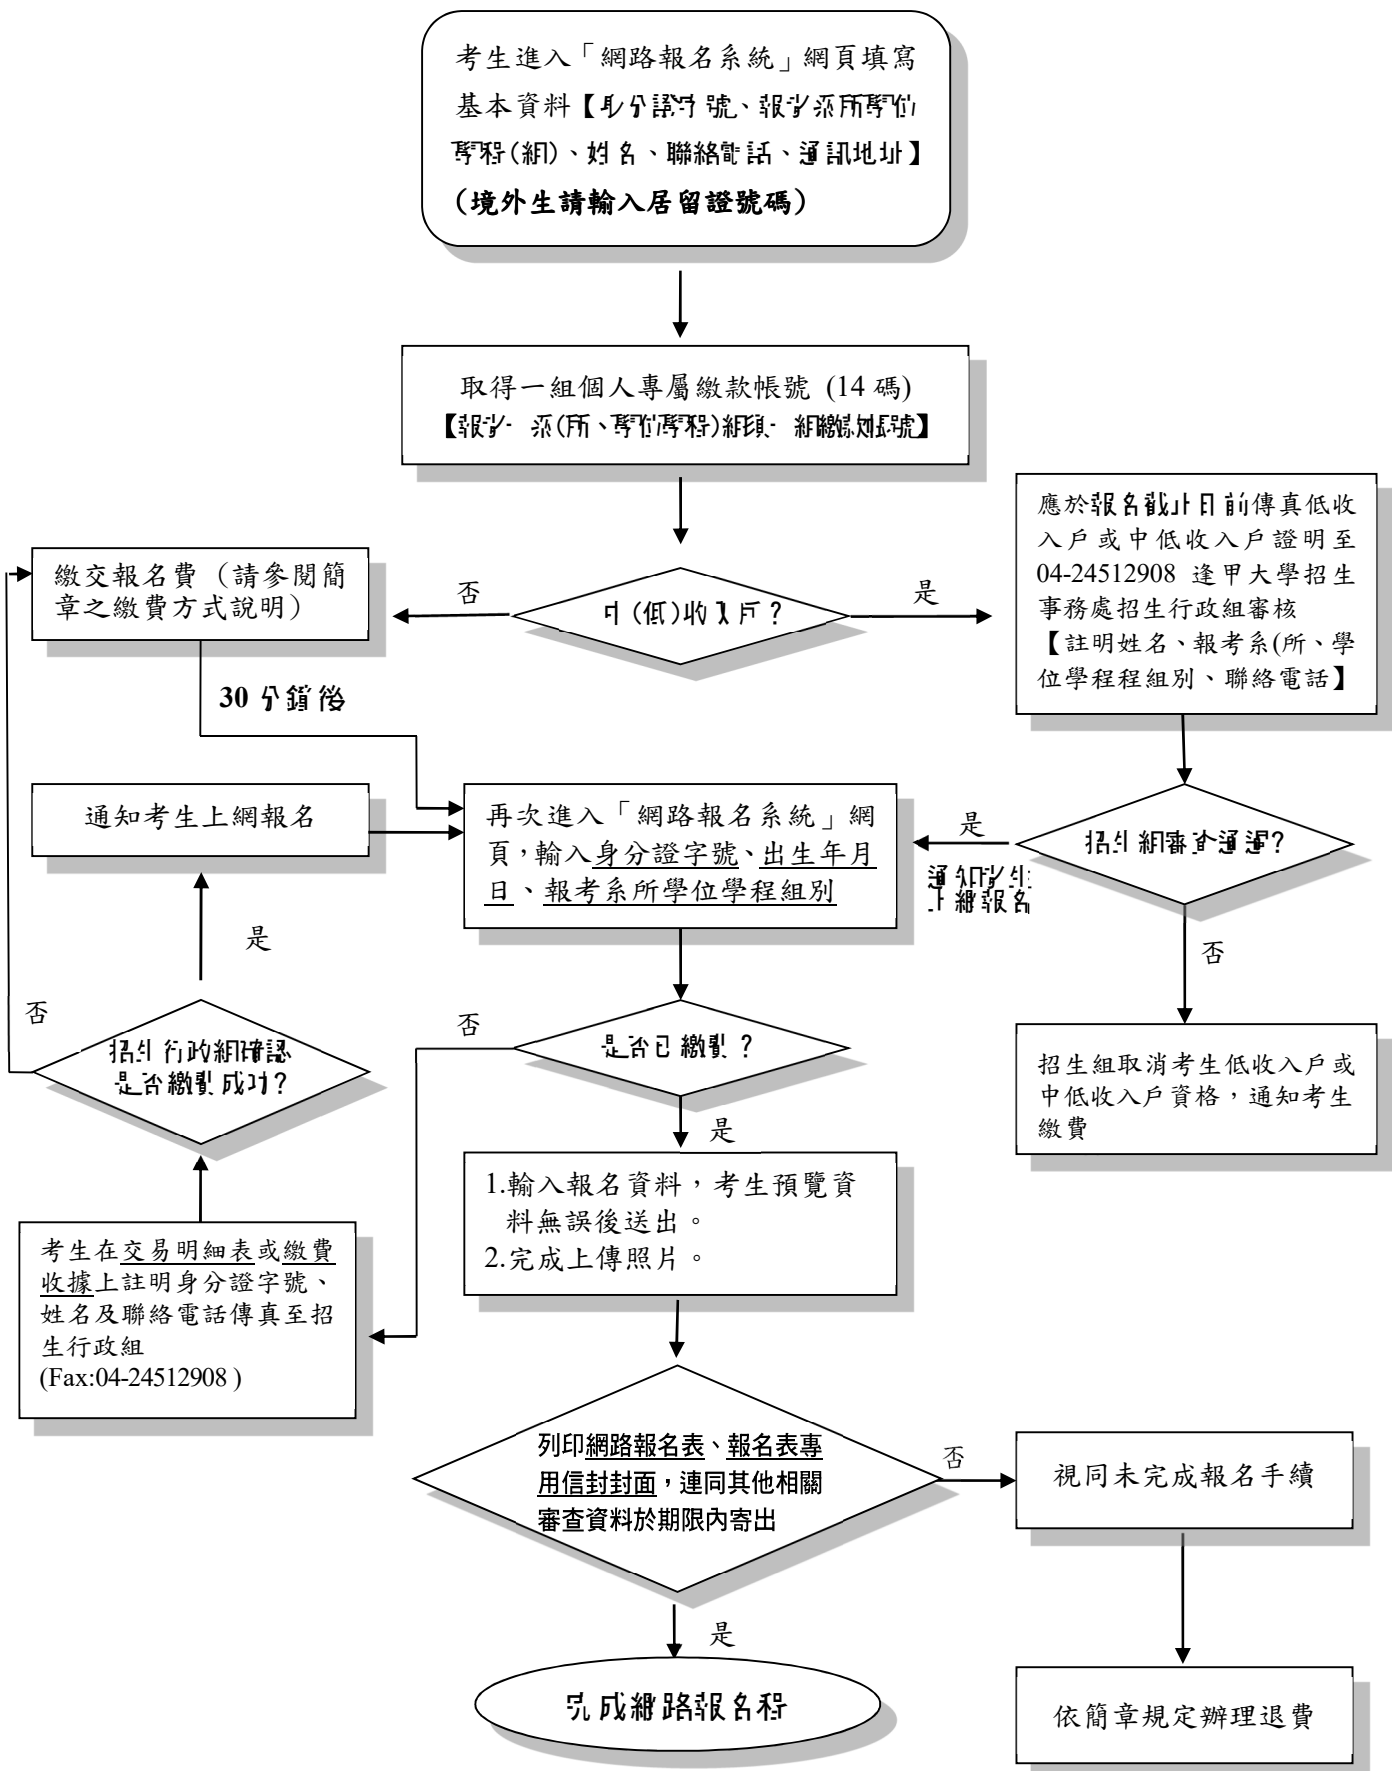 考生進入「網路報名系統」網頁填寫
基本資料【身分證字號、報考系所學位
學程(組)、姓名、聯絡電話、通訊地址】
(境外生請輸入居留證號碼)
取得一組個人專屬繳款帳號 (14 碼)
【報考一系(所、學位學程)組須一組繳款帳號】
應於報名截止日前傳真低收
入戶或中低收入戶證明至
04-24512908 逢甲大學招生
事務處招生行政組審核
【註明姓名、報考系(所、學
位學程程組別、聯絡電話】
繳交報名費（請參閱簡
章之繳費方式說明）
否
中(低)收入戶？
是
30 分鐘後
通知考生上網報名
再次進入「網路報名系統」網
頁，輸入身分證字號、出生年月
日、報考系所學位學程組別
是
通知考生
上網報名
招生組審查通過?
是
否
否
招生行政組確認
是否繳費成功?
否
是否已繳費？
是
招生組取消考生低收入戶或
中低收入戶資格，通知考生
繳費
1.輸入報名資料，考生預覽資
料無誤後送出。
2.完成上傳照片。
考生在交易明細表或繳費
收據上註明身分證字號、
姓名及聯絡電話傳真至招
生行政組
(Fax:04-24512908 )
列印網路報名表、報名表專
用信封封面，連同其他相關
審查資料於期限內寄出
否
視同未完成報名手續
是
完成網路報名程
依簡章規定辦理退費